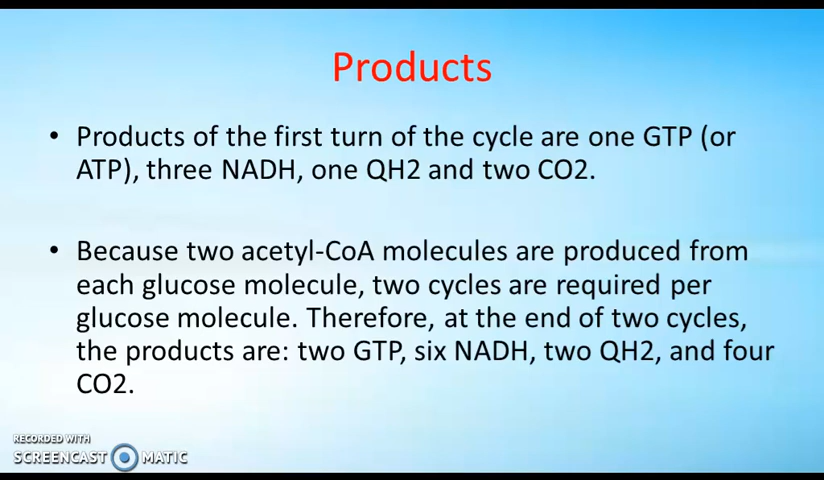 Products
• Products of the first turn of the cycle are one GTP (or
ATP), three NADH, one QH2 and two CO2.
• Because two acetyl-CoA molecules are produced from
each glucose molecule, two cycles are required per
glucose molecule. Therefore, at the end of two cycles,
the products are: two GTP, six NADH, two QH2, and four
CO2.
RECORDED WITH
SCREENCAST MATIC